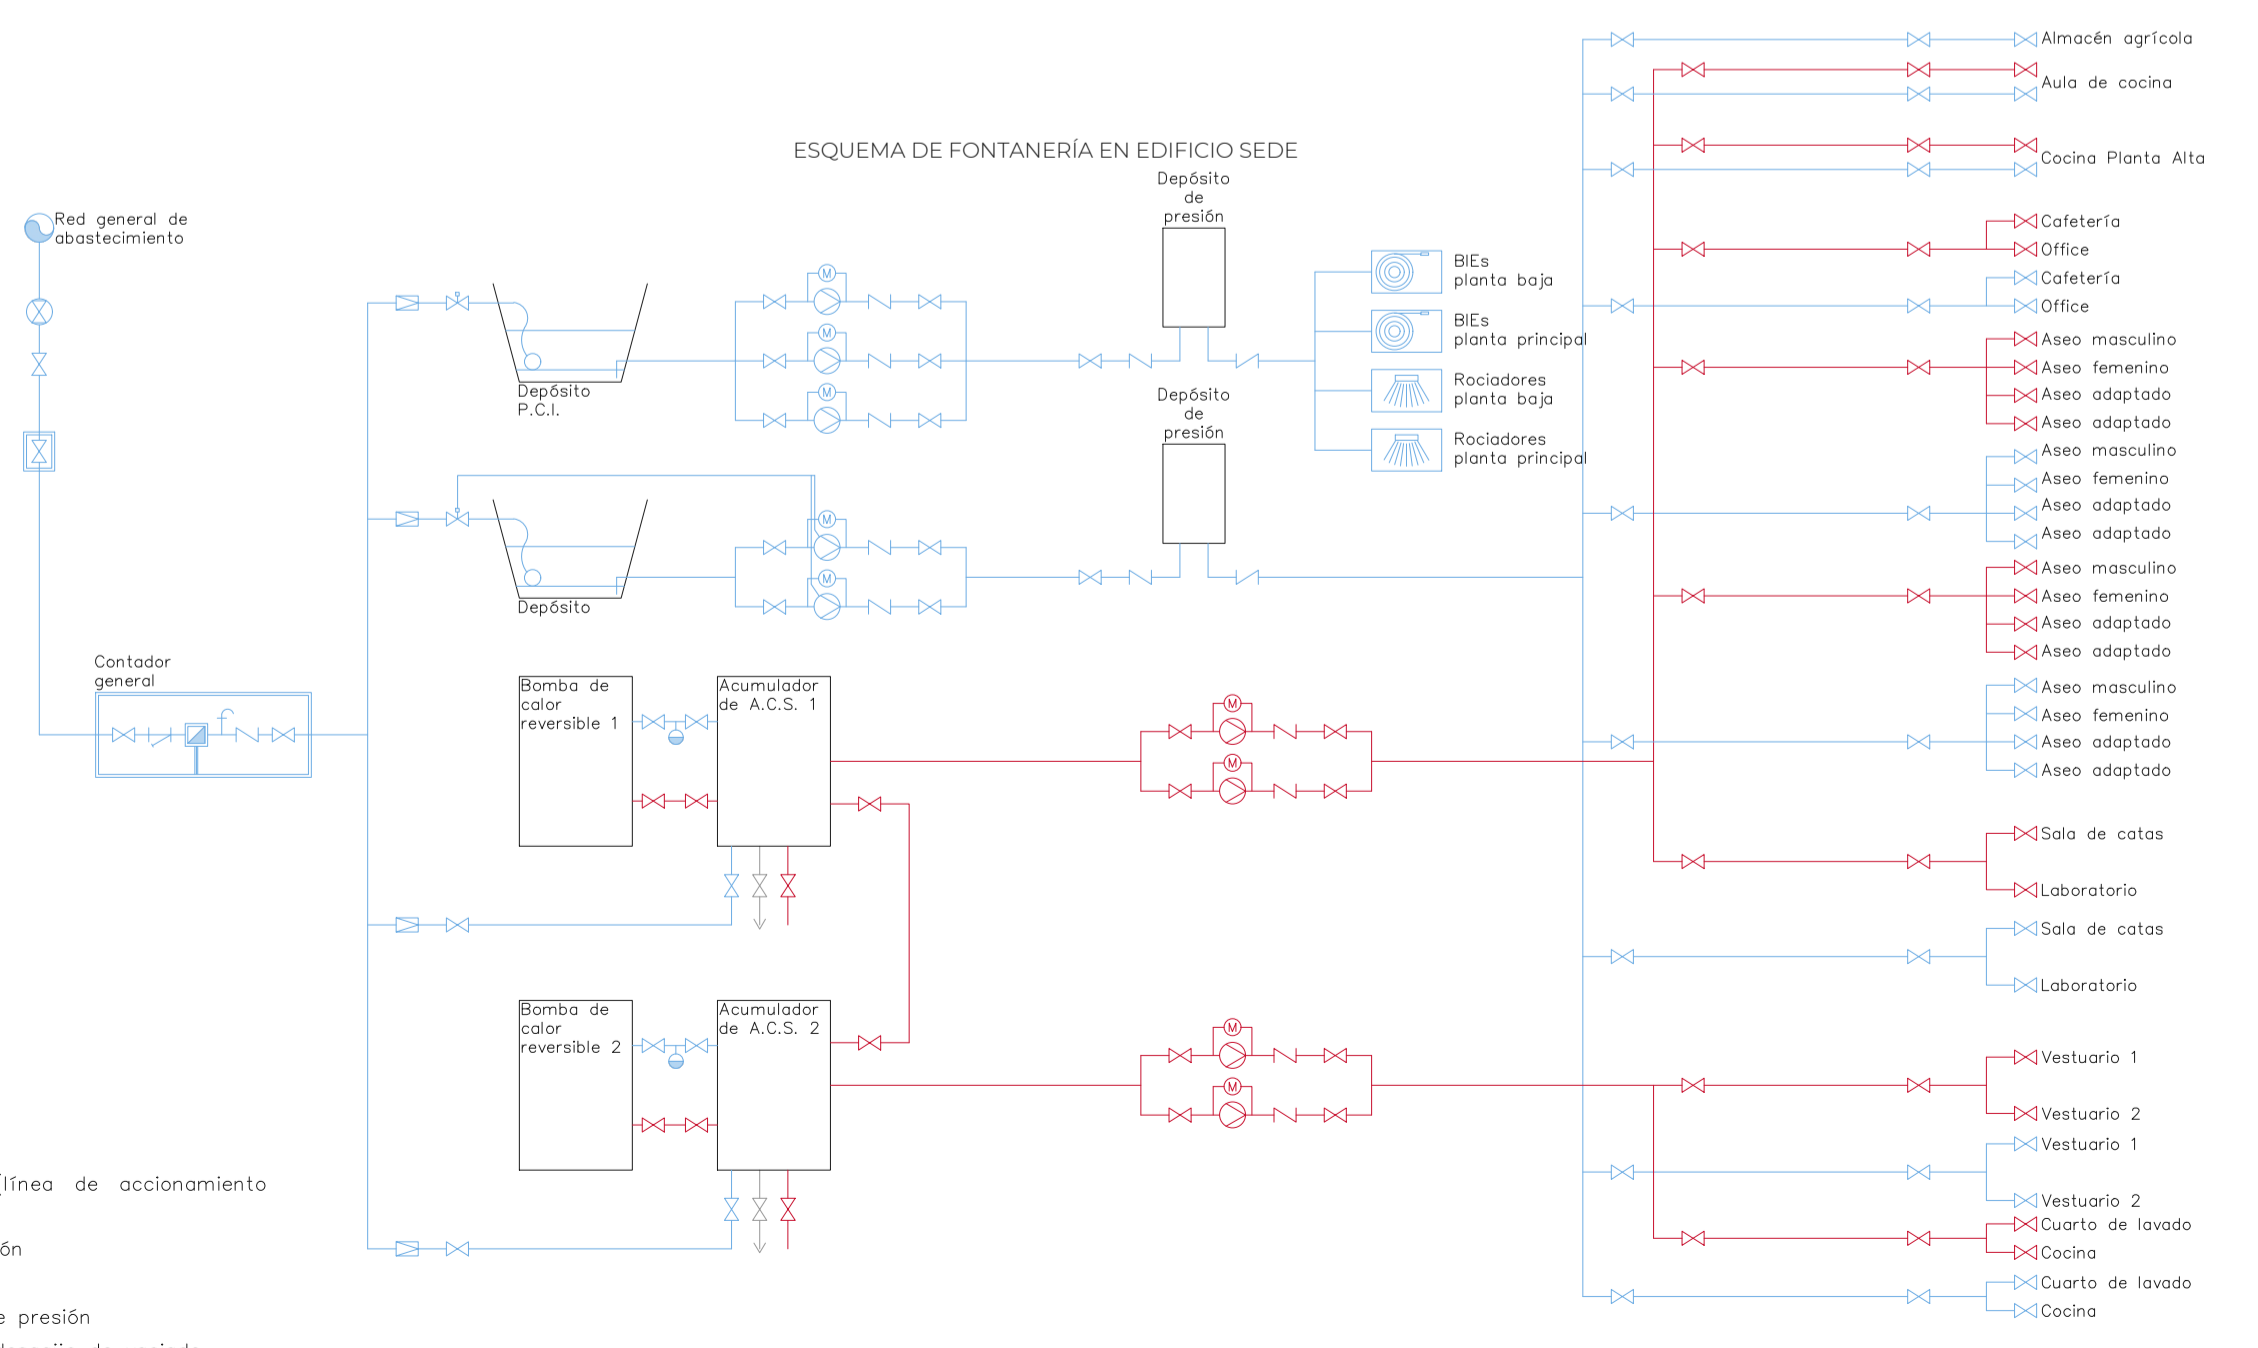 ESQUEMA DE FONTANERÍA EN EDIFICIO SEDE
Red general de
abastecimiento
Contador
general
Depósito
P.C.I.
Depósito
Depósito
de
presión
Depósito
de
presión
BIEs
planta baja
BIEs
planta principal
Rociadores
planta baja
Rociadores
planta principal
M
M
M
M
M
Bomba de
calor
reversible 1
Acumulador
de A.C.S. 1
M
M
Bomba de
calor
reversible 2
Acumulador
de A.C.S. 2
M
M
Almacén agrícola
Aula de cocina
Cocina Planta Alta
Cafetería
Office
Cafetería
Office
Aseo masculino
Aseo femenino
Aseo adaptado
Aseo adaptado
Aseo masculino
Aseo femenino
Aseo adaptado
Aseo adaptado
Aseo masculino
Aseo femenino
Aseo adaptado
Aseo adaptado
Aseo masculino
Aseo femenino
Aseo adaptado
Aseo adaptado
Sala de catas
Laboratorio
Sala de catas
Laboratorio
Vestuario 1
Vestuario 2
Vestuario 1
Vestuario 2
Cuarto de lavado
Cocina
Cuarto de lavado
Cocina
(línea de accionamiento
ón
e presión